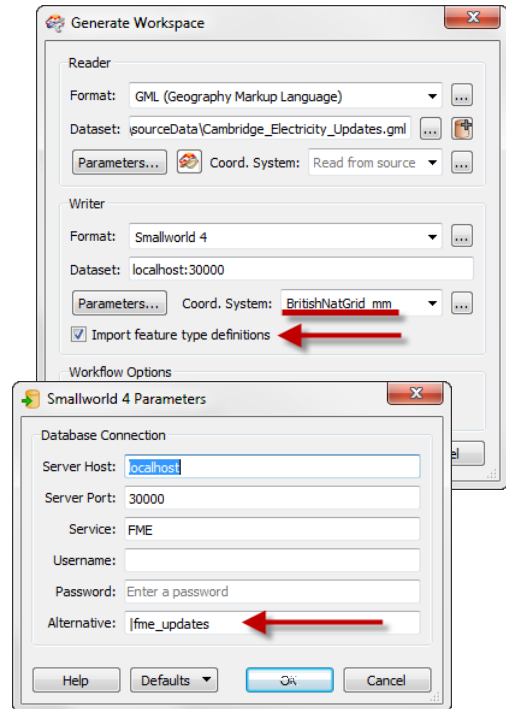 Generate Workspace
Reader
Format: GML (Geography Markup Language) ...
Dataset: \sourceData\Cambridge_Electricity_Updates.gml ...
Parameters... Coord. System: Read from source ...
Writer
Format: Smallworld 4 ...
Dataset: localhost:30000
Parameters... Coord. System: BritishNatGrid_mm ...
Import feature type definitions
Workflow Options
Smallworld 4 Parameters
Database Connection
Server Host: localhost
Server Port: 30000
Service: FME
Username:
Password: Enter a password
Alternative: |fme_updates
Help Defaults OK Cancel